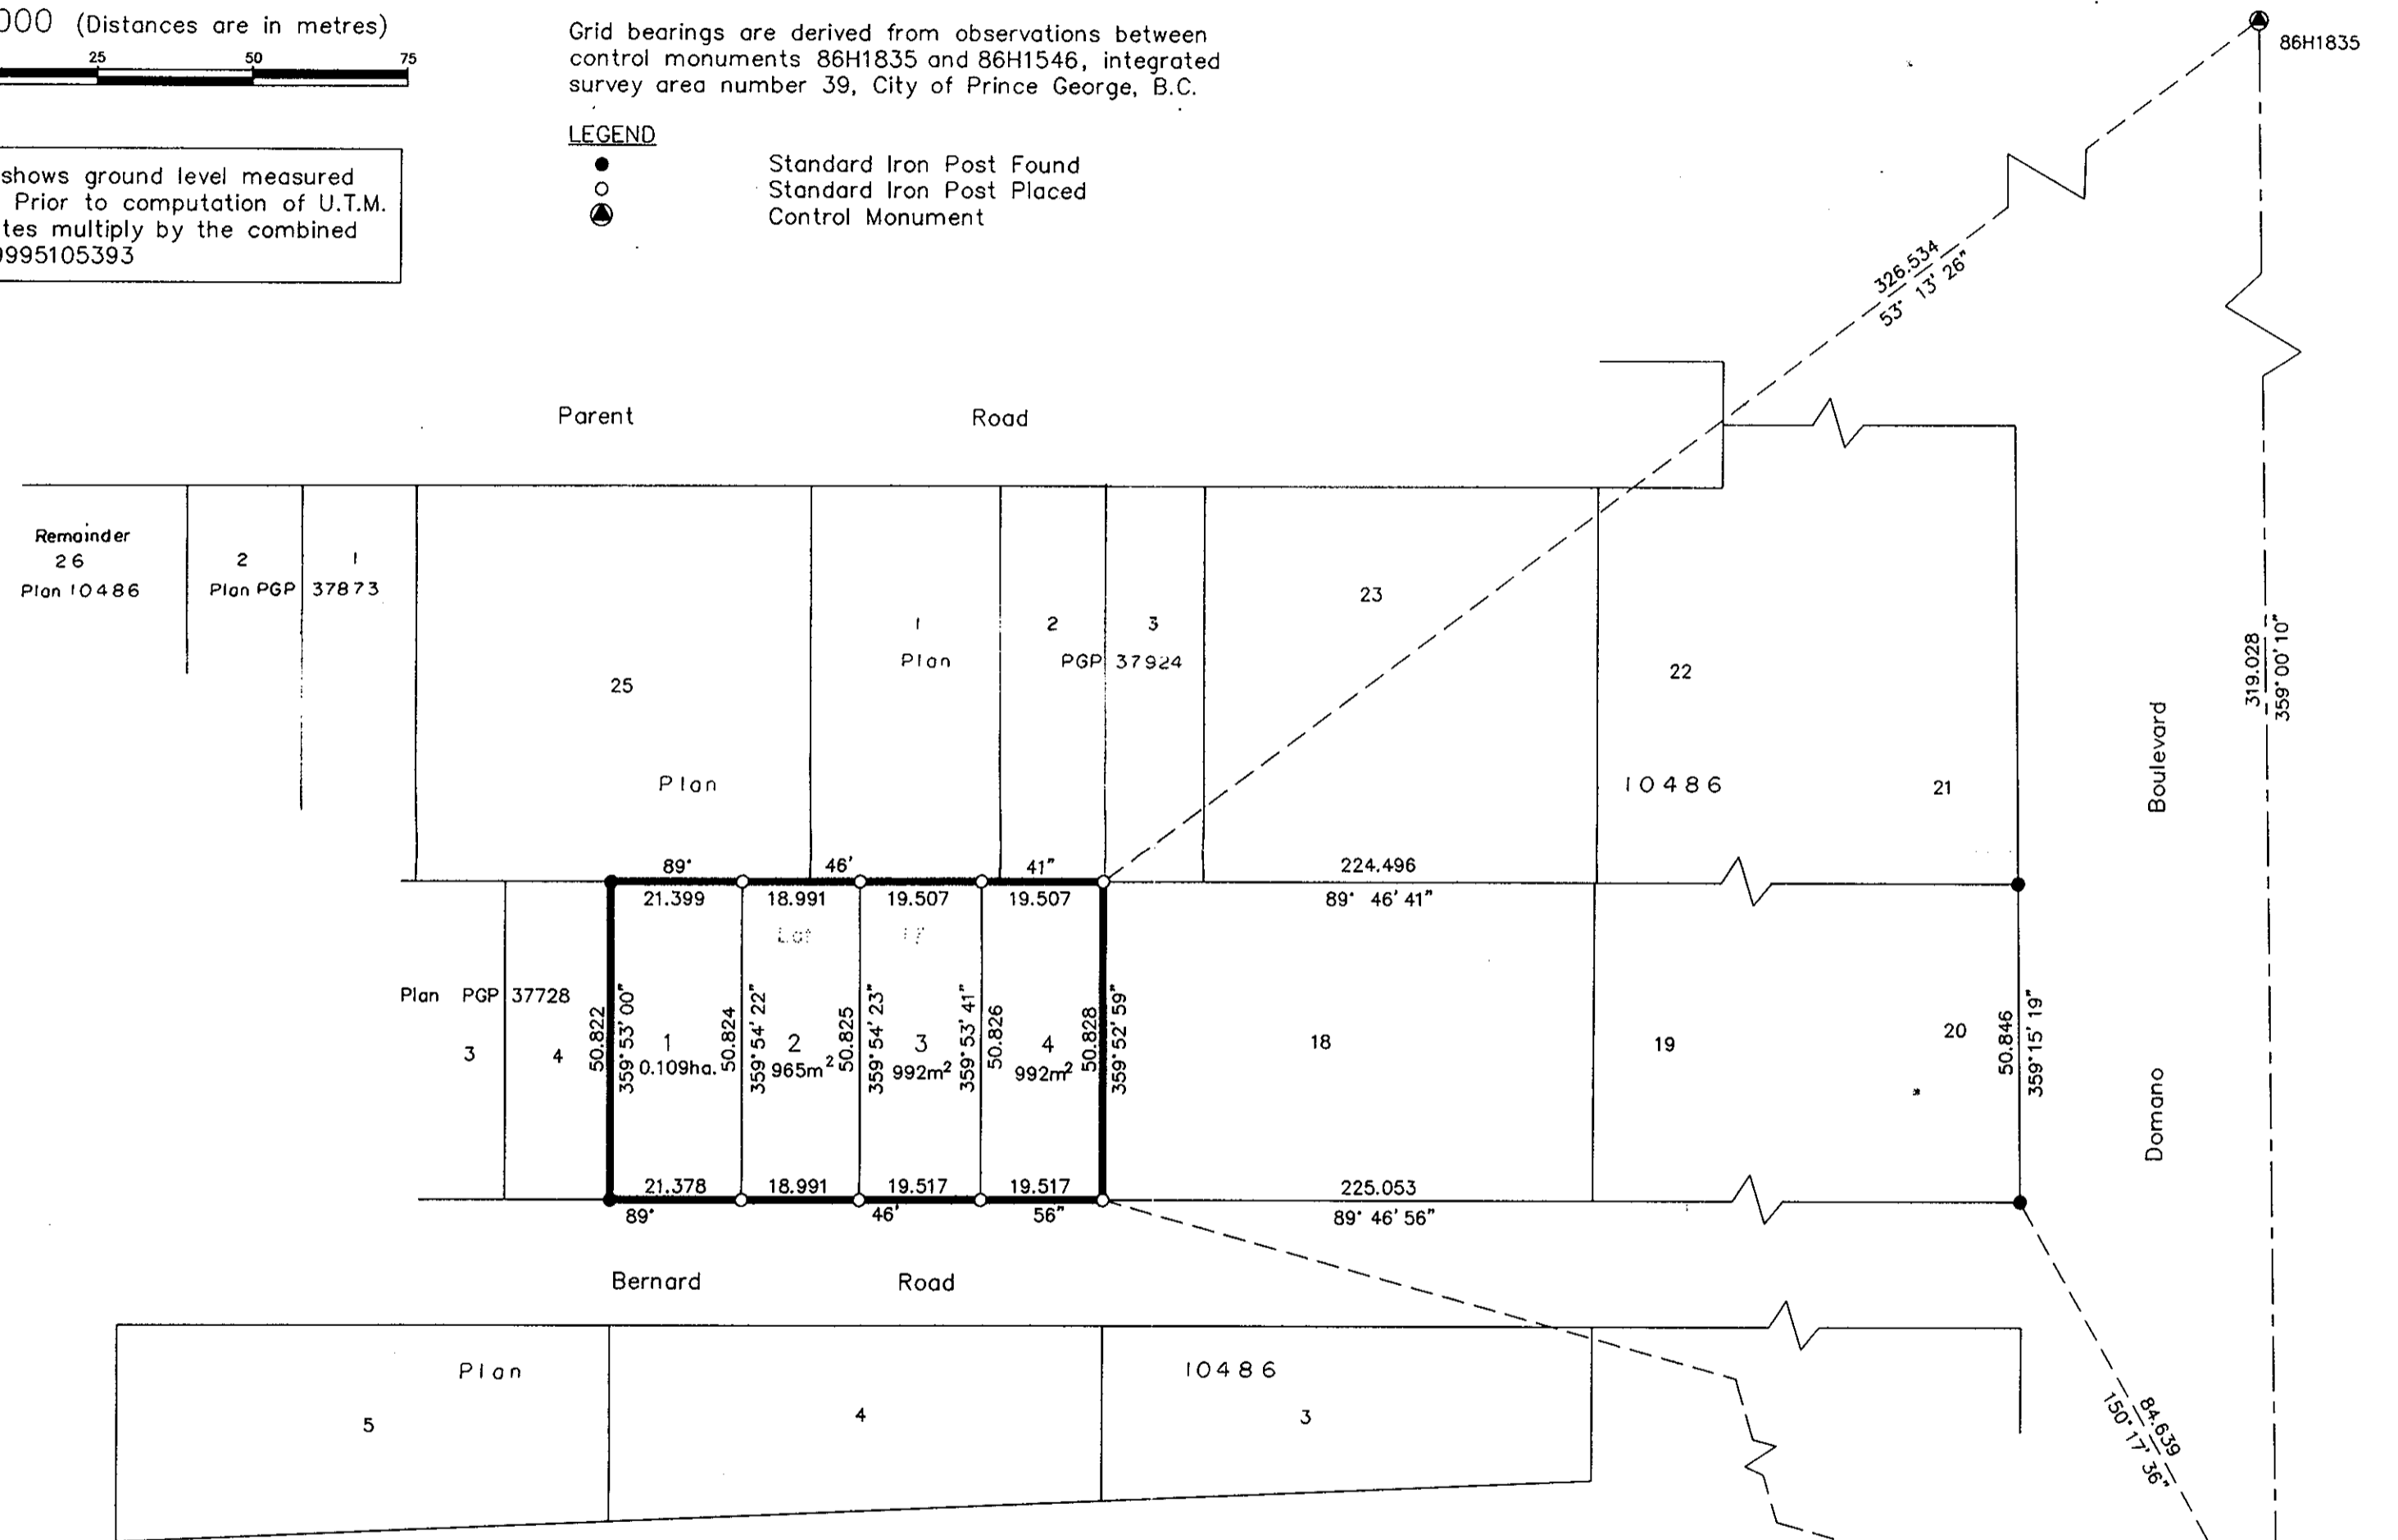 000 (Distances are in metres)
25 50 75
shows ground level measured
Prior to computation of U.T.M.
tes multiply by the combined
9995105393
Grid bearings are derived from observations between
control monuments 86H1835 and 86H1546, integrated
survey area number 39, City of Prince George, B.C.
LEGEND
Standard Iron Post Found
Standard Iron Post Placed
Control Monument
86H1835
326.534
53° 13' 26"
319.028
359° 00' 10"
Parent Road
Remainder
26
Plan 10486
2 1
Plan PGP 37873
25
Plan
1 2 3
Plan PGP 37924
23
22
10486
21
Boulevard
Domano
89° 46' 41"
21.399 18.991 19.507 19.507
224.496
89° 46' 41"
Lot 17
Plan PGP 37728
3 4
50.822
359° 53' 00"
1
0.109ha.
50.824
359° 54' 22"
2
965m²
50.825
359° 54' 23"
3
992m²
359° 53' 41"
50.826
4
992m²
50.828
359° 52' 59"
18
19
20
50.846
359° 15' 19"
21.378 18.991 19.517 19.517
89° 46' 56"
225.053
89° 46' 56"
Bernard Road
Plan 10486
5 4 3
84.639
150° 17' 36"